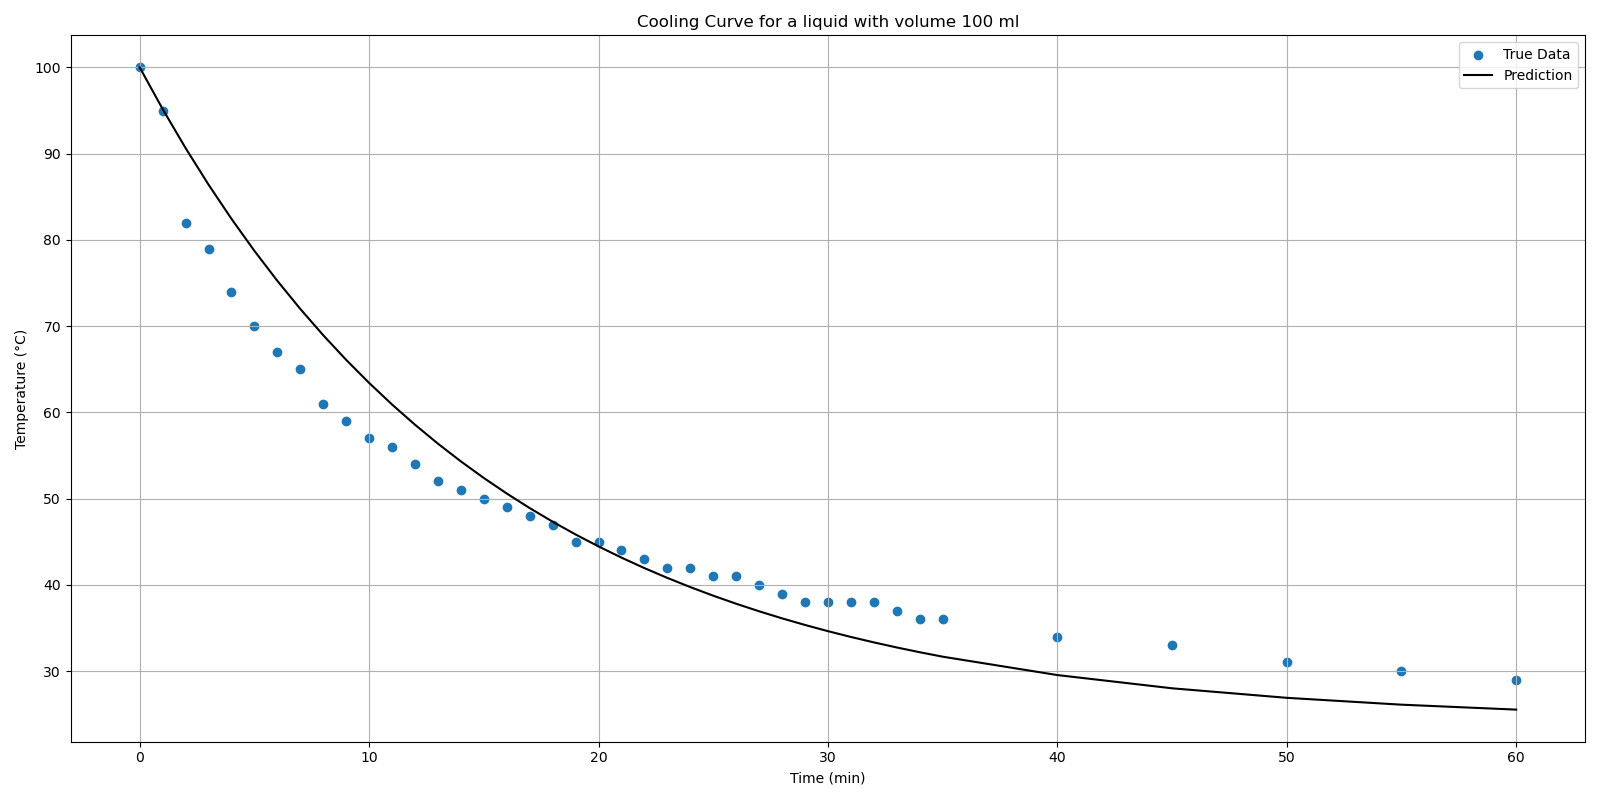 Cooling Curve for a liquid with volume 100 ml
True Data
Prediction
100
90
80
70
60
50
40
30
Temperature (°C)
0 10 20 30 40 50 60
Time (min)